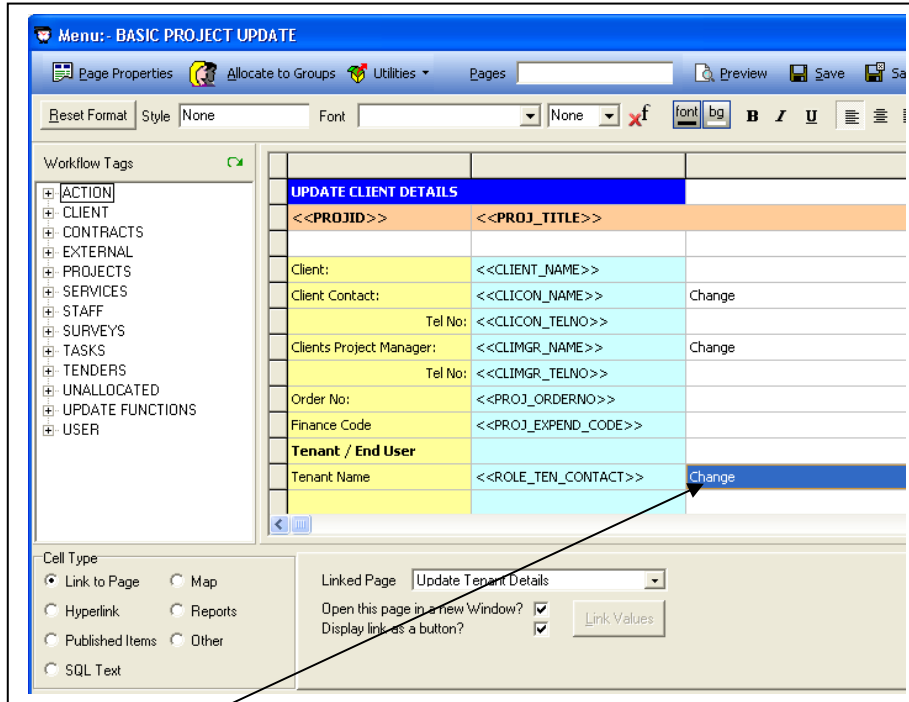 Menu:- BASIC PROJECT UPDATE
Page Properties Allocate to Groups Utilities Pages Preview Save Sa
Reset Format Style None Font None f font bg B I U
Workflow Tags
ACTION
CLIENT
CONTRACTS
EXTERNAL
PROJECTS
SERVICES
STAFF
SURVEYS
TASKS
TENDERS
UNALLOCATED
UPDATE FUNCTIONS
USER
UPDATE CLIENT DETAILS
<<PROJID>> <<PROJ_TITLE>>
Client: <<CLIENT_NAME>>
Client Contact: <<CLICON_NAME>> Change
Tel No: <<CLICON_TELNO>>
Clients Project Manager: <<CLIMGR_NAME>> Change
Tel No: <<CLIMGR_TELNO>>
Order No: <<PROJ_ORDERNO>>
Finance Code <<PROJ_EXPEND_CODE>>
Tenant / End User
Tenant Name <<ROLE_TEN_CONTACT>> Change
Cell Type
Link to Page Map
Hyperlink Reports
Published Items Other
SQL Text
Linked Page Update Tenant Details
Open this page in a new Window?
Display link as a button?
Link Values